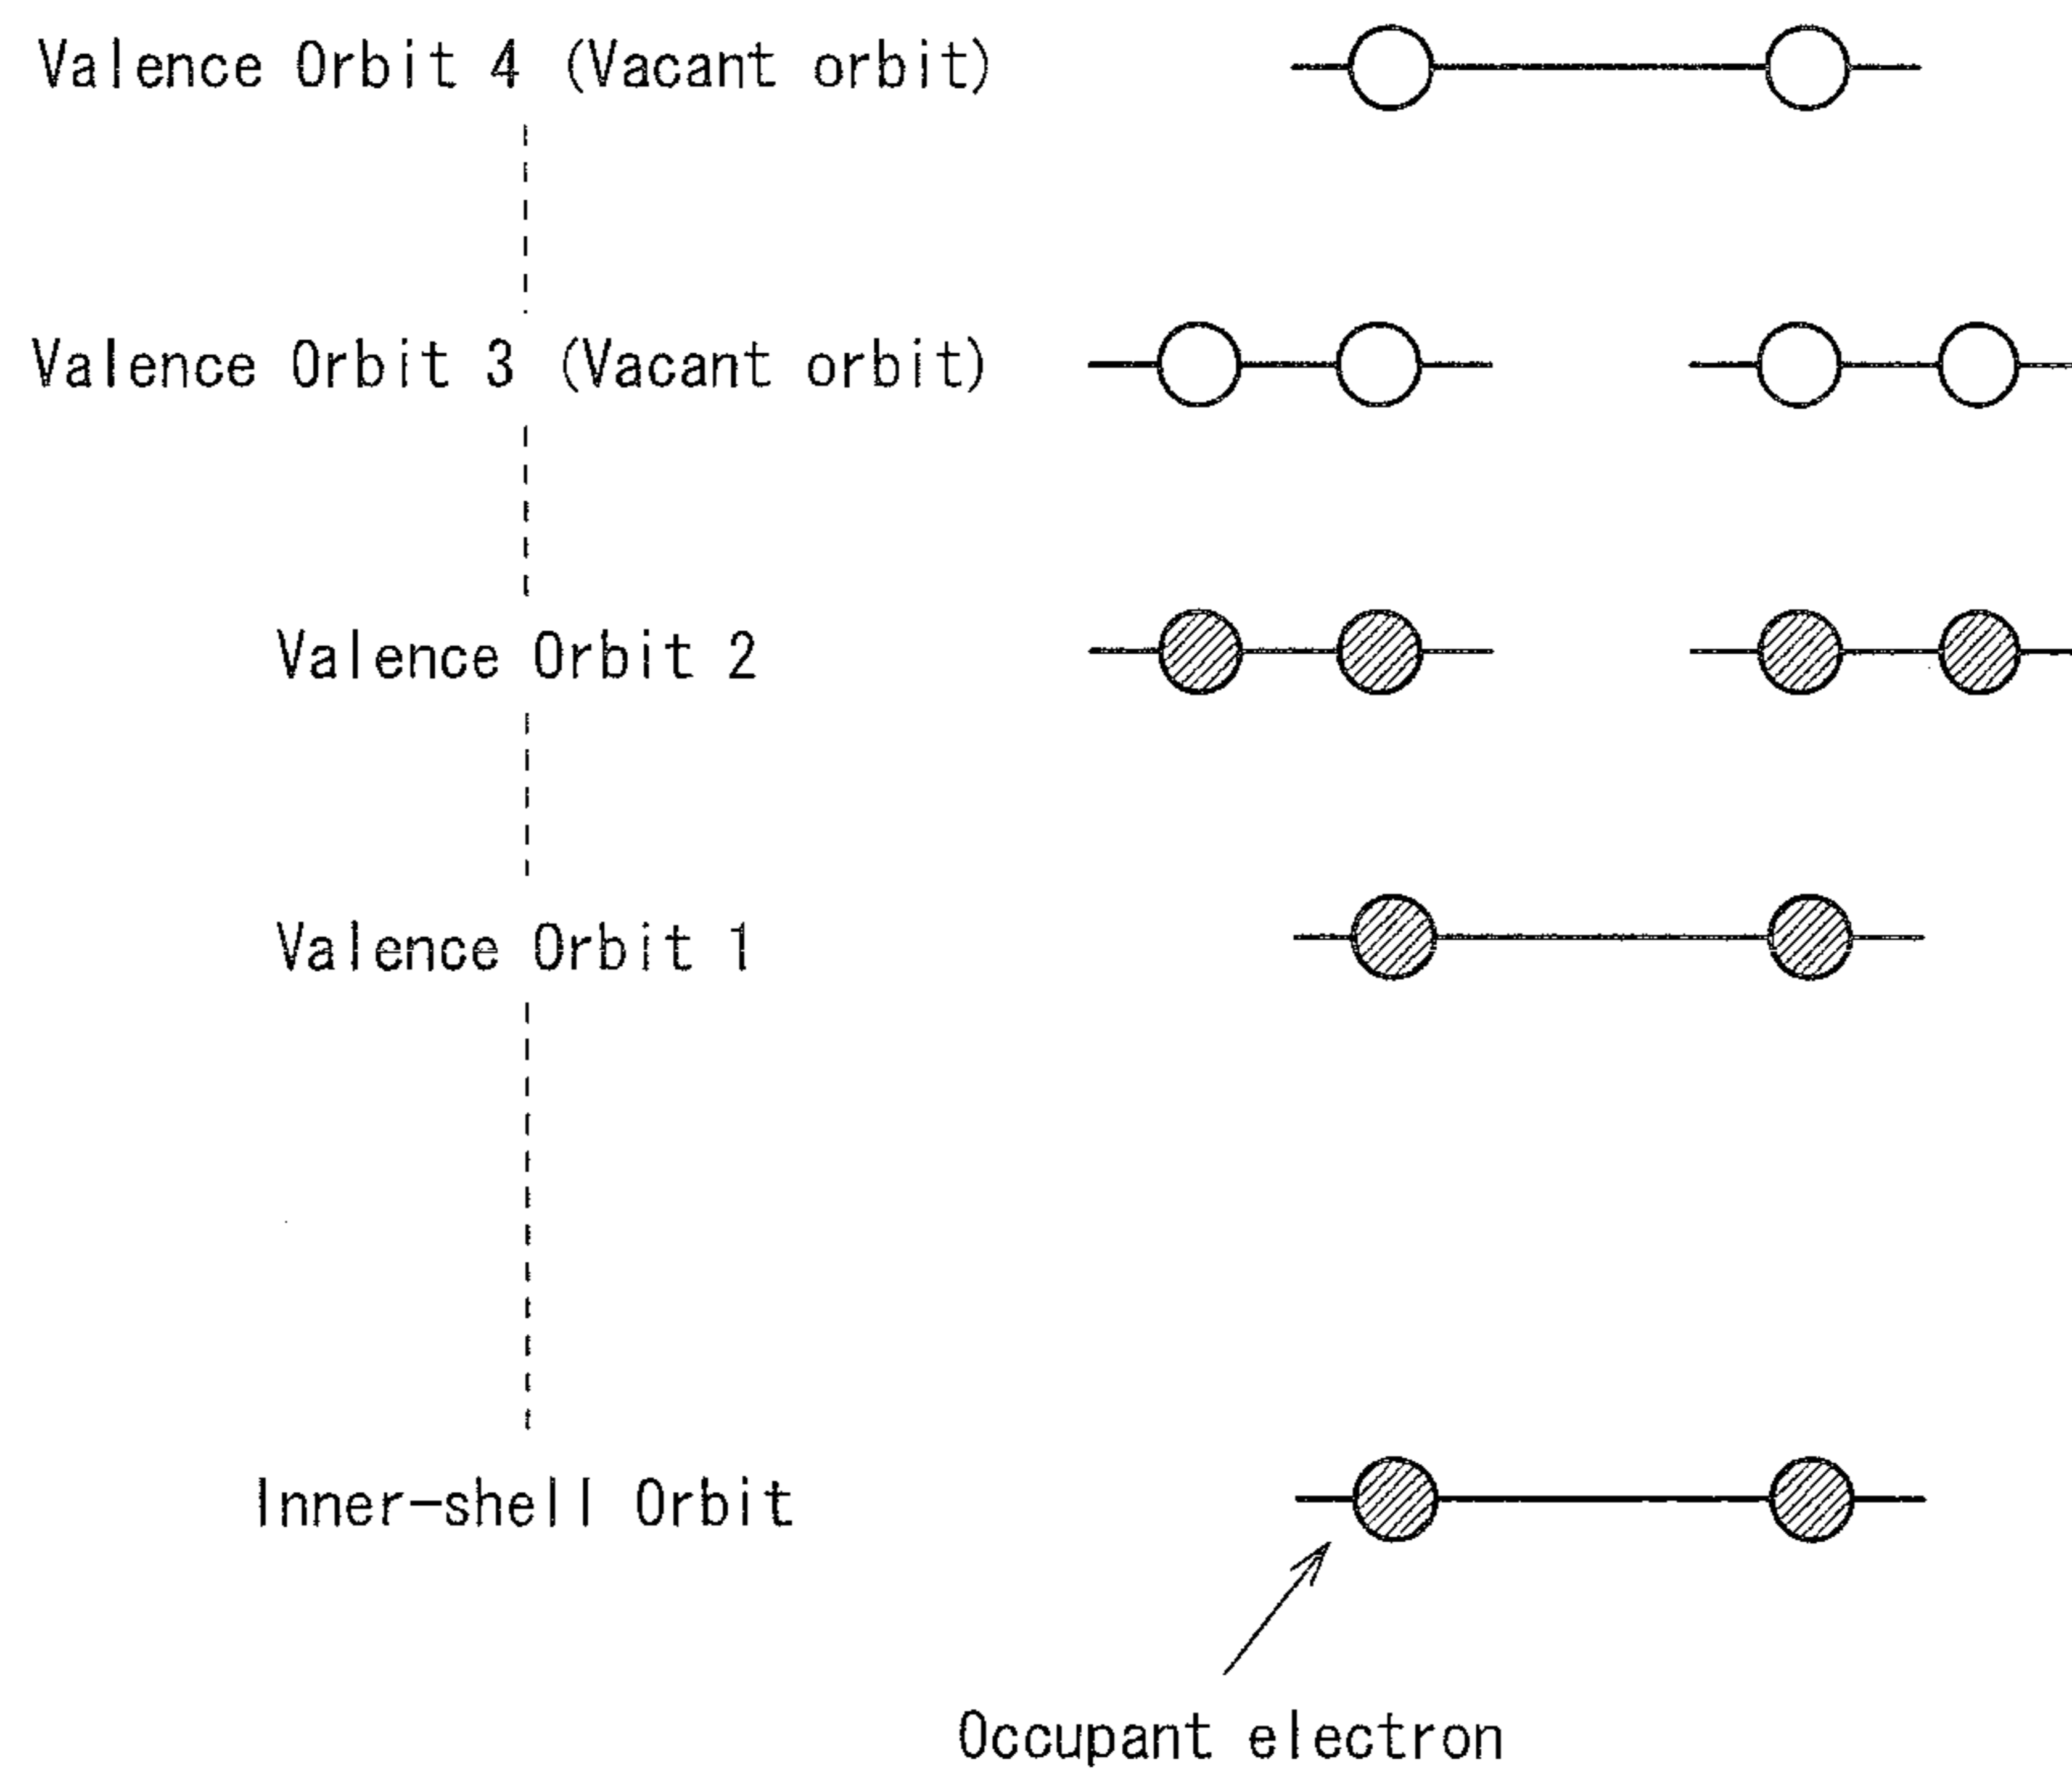 Valence Orbit 4 (Vacant orbit)
Valence Orbit 3 (Vacant orbit)
Valence Orbit 2
Valence Orbit 1
Inner-shell Orbit
Occupant electron